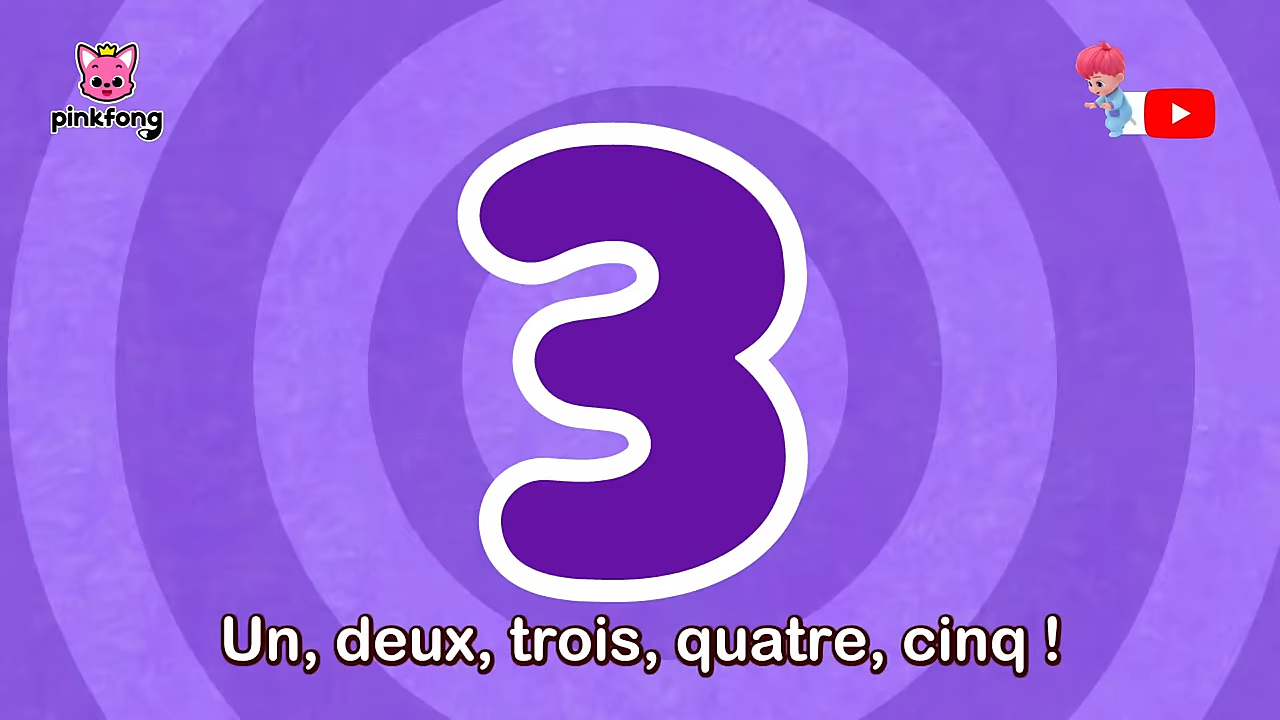 pinkfong
3
Un, deux, trois, quatre, cinq !